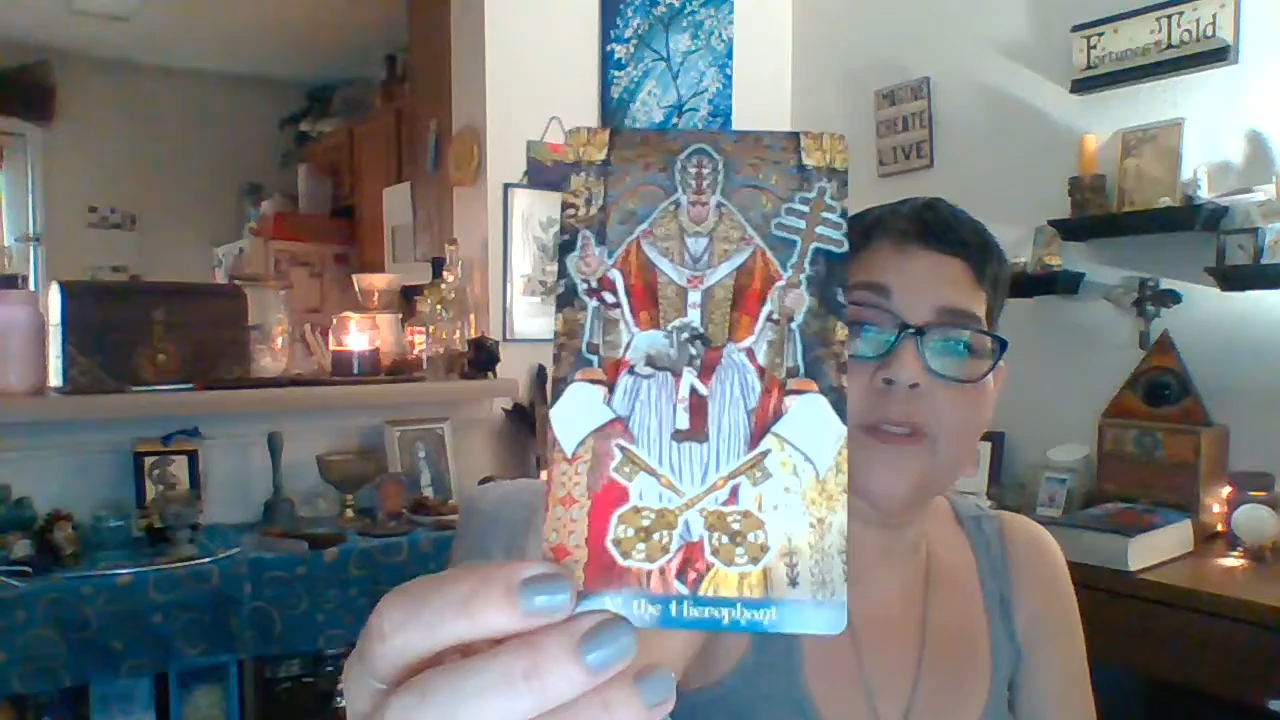 Fortunes Told
IMAGINE
CREATE
LIVE
the Hierophant